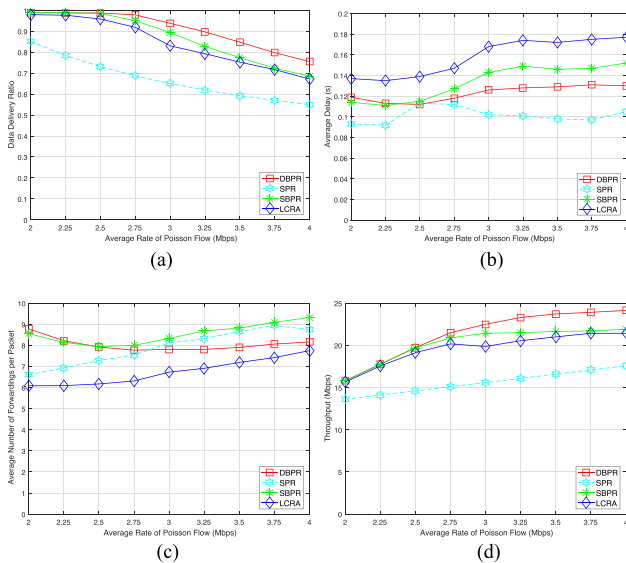 1
0.9
0.8
0.7
0.6
0.5
0.4
0.3
0.2
0.1
0
Data Delivery Ratio
2 2.25 2.5 2.75 3 3.25 3.5 3.75 4
Average Rate of Poisson Flow (Mbps)
DBPR
SPR
SBPR
LCRA
(a)
0.2
0.18
0.16
0.14
0.12
0.1
0.08
0.06
0.04
0.02
0
Average Delay(s)
2 2.25 2.5 2.75 3 3.25 3.5 3.75 4
Average Rate of Poisson Flow (Mbps)
DBPR
SPR
SBPR
LCRA
(b)
10
9
8
7
6
5
4
3
2
1
0
Average Number of Forwardings per Packet
2 2.25 2.5 2.75 3 3.25 3.5 3.75 4
Average Rate of Poisson Flow (Mbps)
DBPR
SPR
SBPR
LCRA
(c)
25
20
15
10
5
0
Throughput (Mbps)
2 2.25 2.5 2.75 3 3.25 3.5 3.75 4
Average Rate of Poisson Flow (Mbps)
DBPR
SPR
SBPR
LCRA
(d)